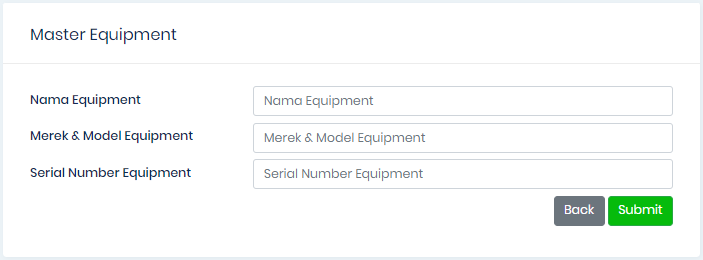 Master Equipment
Nama Equipment
Nama Equipment
Merek & Model Equipment
Merek & Model Equipment
Serial Number Equipment
Serial Number Equipment
Back
Submit